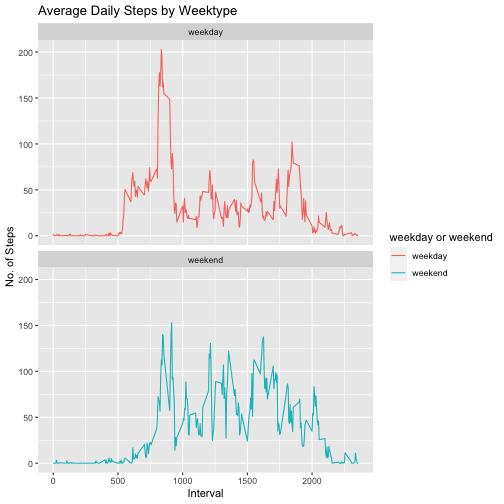 Average Daily Steps by Weektype
weekday
200
150
100
50
0
weekend
200
150
100
50
0
0
500
1000
1500
2000
Interval
No. of Steps
weekday or weekend
weekday
weekend